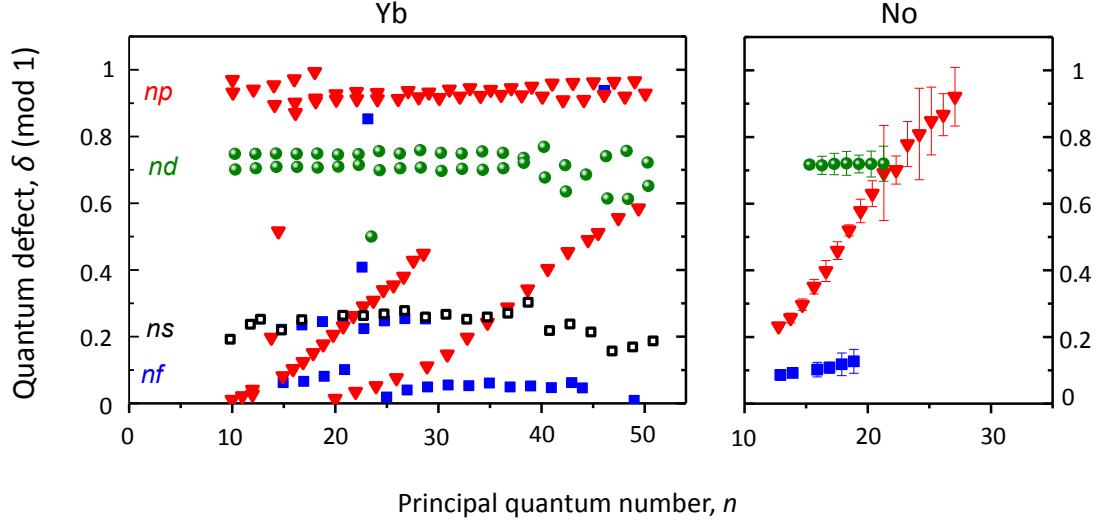 Yb
No
Quantum defect, δ (mod 1)
np
nd
ns
nf
1
0.8
0.6
0.4
0.2
0
0 10 20 30 40 50
1
0.8
0.6
0.4
0.2
0
10 20 30
Principal quantum number, n